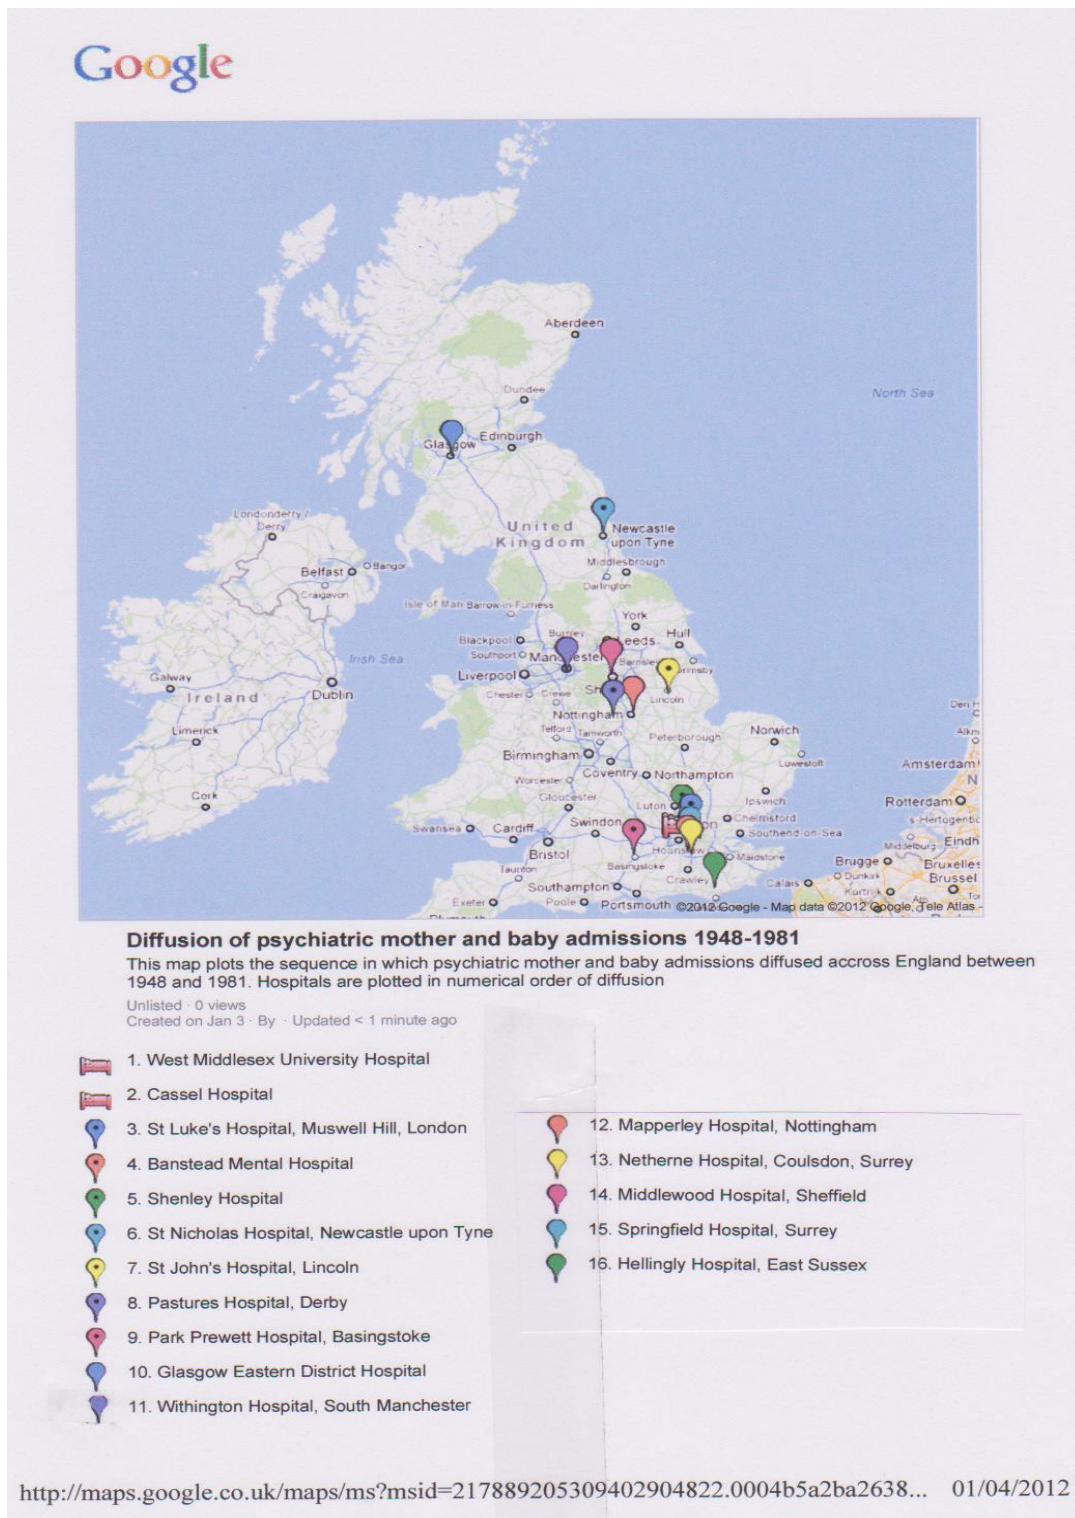 Google
Aberdeen
North Sea
Dundee
Glasgow
Edinburgh
Londonderry /
Derry
United
Kingdom
Newcastle
upon Tyne
Belfast
Bangor
Middlesbrough
Craigavon
Darlington
Isle of Man
Barrow-in-Furness
York
Blackpool
Burnley
Leeds
Hull
Irish Sea
Southport
Barnsley
Galway
Liverpool
Ireland
Dublin
Chester
Crewe
Lincoln
Den H
Nottingham
Limerick
Telford
Tamworth
Peterborough
Norwich
Alkm
Birmingham
Lowestoft
Amsterdam
Worcester
Coventry
Northampton
N
Cork
Gloucester
Luton
Ipswich
Rotterdam
Swansea
Cardiff
Swindon
Chelmsford
s-Hertogenbo
Southend-on-Sea
Middelburg
Eindh
Bristol
Basingstoke
Maidstone
Brugge
Bruxelles
Taunton
Crawley
Calais
Dunkirk
Brussel
Southampton
Kortrijk
Exeter
Poole
Portsmouth
©2012 Google - Map data ©2012 Google, Tele Atlas -
Diffusion of psychiatric mother and baby admissions 1948-1981
This map plots the sequence in which psychiatric mother and baby admissions diffused accross England between
1948 and 1981. Hospitals are plotted in numerical order of diffusion
Unlisted · 0 views
Created on Jan 3 · By · Updated < 1 minute ago
1. West Middlesex University Hospital
2. Cassel Hospital
3. St Luke's Hospital, Muswell Hill, London
4. Banstead Mental Hospital
5. Shenley Hospital
6. St Nicholas Hospital, Newcastle upon Tyne
7. St John's Hospital, Lincoln
8. Pastures Hospital, Derby
9. Park Prewett Hospital, Basingstoke
10. Glasgow Eastern District Hospital
11. Withington Hospital, South Manchester
12. Mapperley Hospital, Nottingham
13. Netherne Hospital, Coulsdon, Surrey
14. Middlewood Hospital, Sheffield
15. Springfield Hospital, Surrey
16. Hellingly Hospital, East Sussex
http://maps.google.co.uk/maps/ms?msid=217889205309402904822.0004b5a2ba2638... 01/04/2012